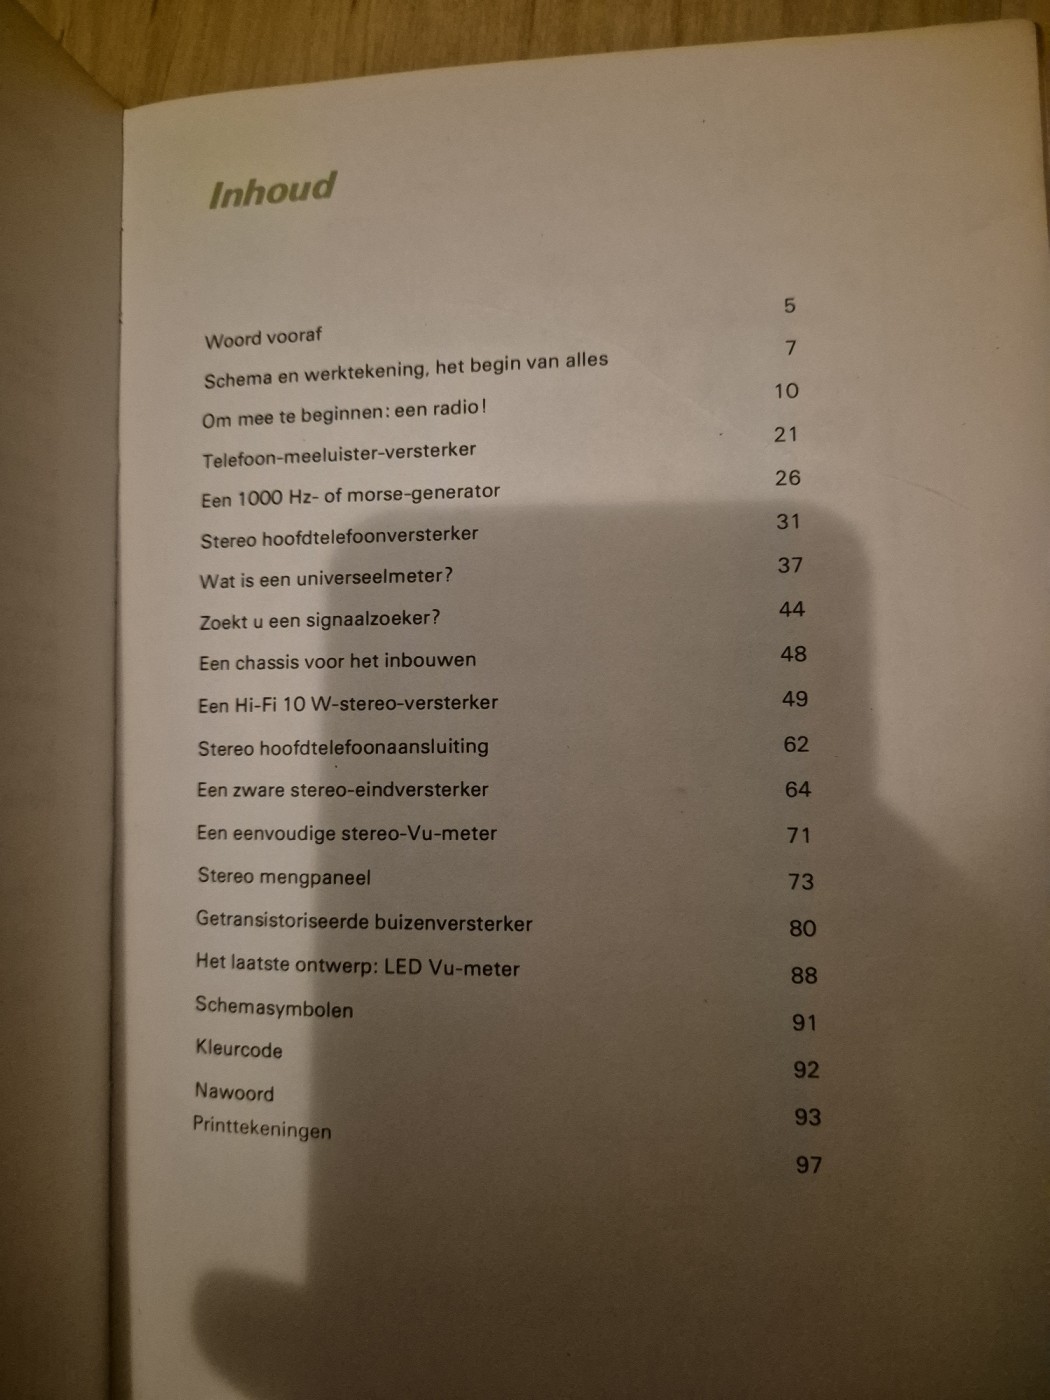 Inhoud
Woord vooraf 5
Schema en werktekening, het begin van alles 7
Om mee te beginnen: een radio! 10
Telefoon-meeluister-versterker 21
Een 1000 Hz- of morse-generator 26
Stereo hoofdtelefoonversterker 31
Wat is een universeelmeter? 37
Zoekt u een signaalzoeker? 44
Een chassis voor het inbouwen 48
Een Hi-Fi 10 W-stereo-versterker 49
Stereo hoofdtelefoonaansluiting 62
Een zware stereo-eindversterker 64
Een eenvoudige stereo-Vu-meter 71
Stereo mengpaneel 73
Getransistoriseerde buizenversterker 80
Het laatste ontwerp: LED Vu-meter 88
Schemasymbolen 91
Kleurcode 92
Nawoord 93
Printtekeningen 97